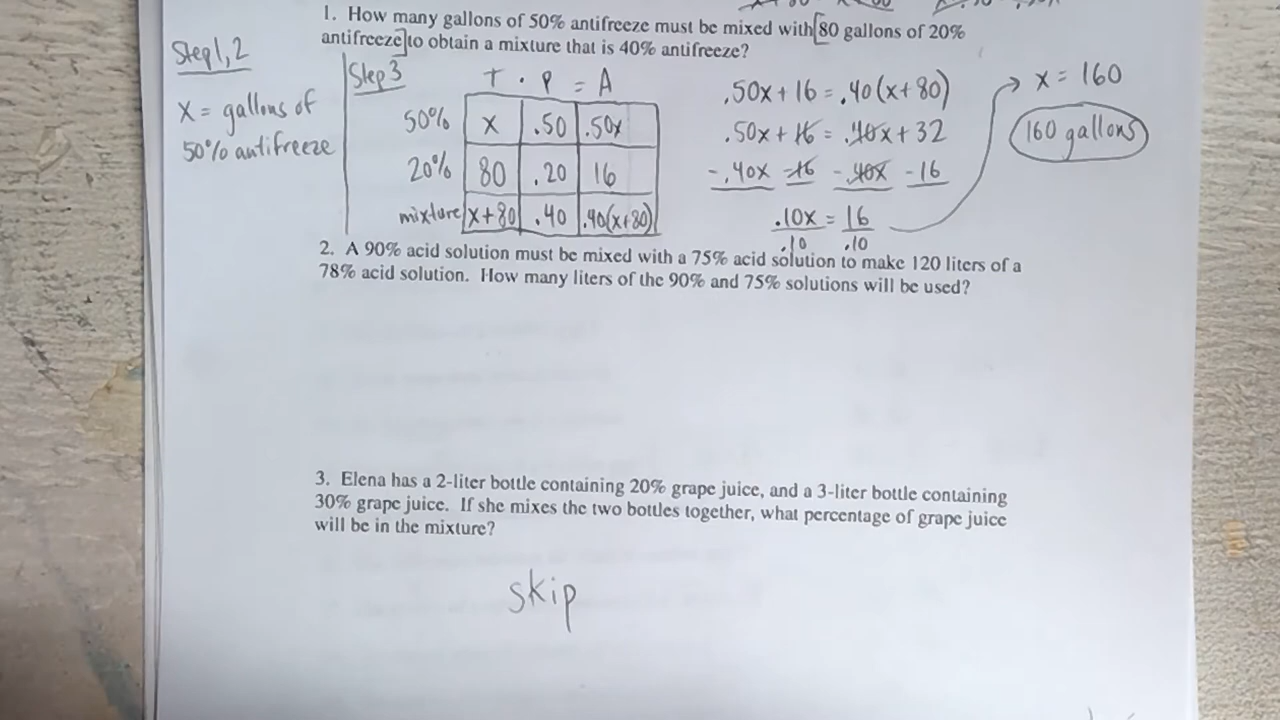 1. How many gallons of 50% antifreeze must be mixed with [80 gallons of 20%
antifreeze] to obtain a mixture that is 40% antifreeze?
Step 1, 2
x = gallons of
50% antifreeze
Step 3
T · P = A
50% x .50 .50x
20% 80 .20 16
mixture x+80 .40 .40(x+80)
.50x + 16 = .40(x+80)
.50x + 16 = .40x + 32
-.40x -16 -.40x -16
.10x = 16
.10 .10
x = 160
160 gallons
2. A 90% acid solution must be mixed with a 75% acid solution to make 120 liters of a
78% acid solution. How many liters of the 90% and 75% solutions will be used?
3. Elena has a 2-liter bottle containing 20% grape juice, and a 3-liter bottle containing
30% grape juice. If she mixes the two bottles together, what percentage of grape juice
will be in the mixture?
skip